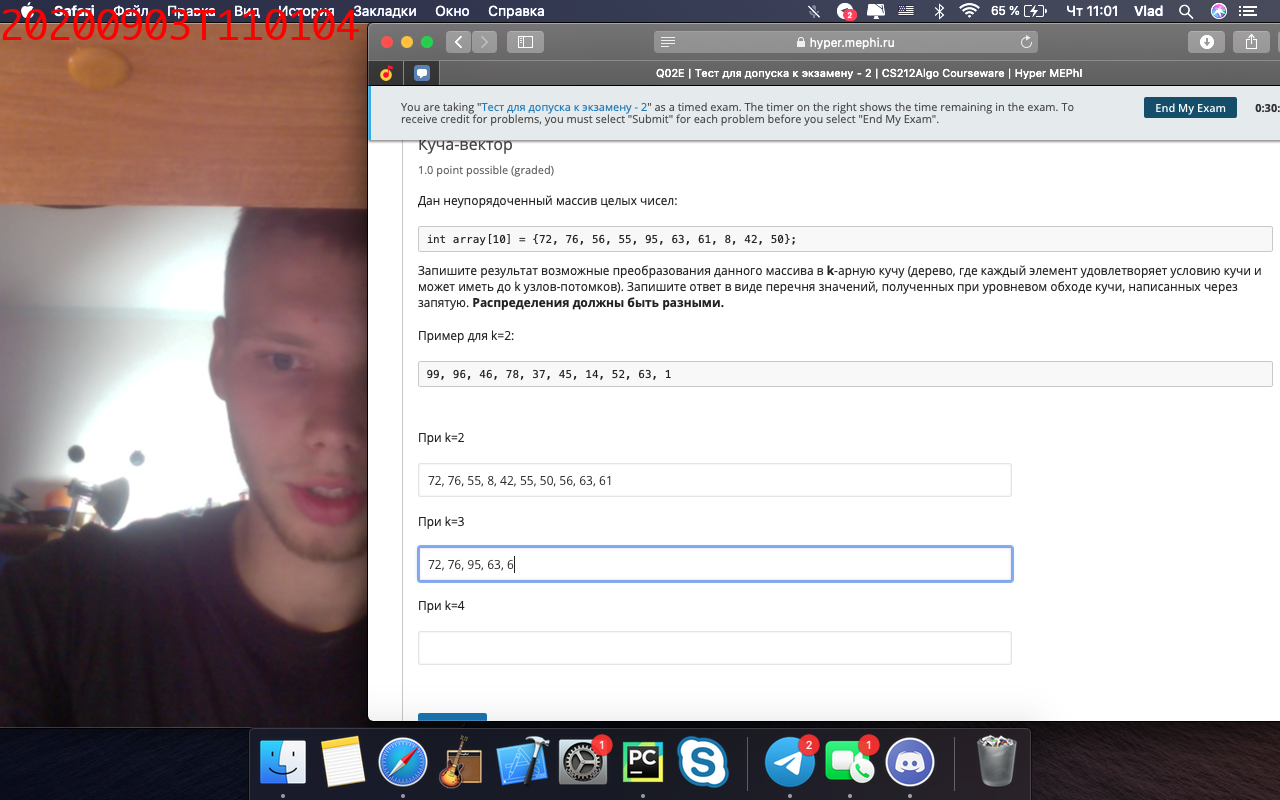 Safari Файл Правка Вид История Закладки Окно Справка 2 65 % Чт 11:01 Vlad
20200903T110104
hyper.mephi.ru
Q02E | Тест для допуска к экзамену - 2 | CS212Algo Courseware | Hyper MEPhI
You are taking "Тест для допуска к экзамену - 2" as a timed exam. The timer on the right shows the time remaining in the exam. To
receive credit for problems, you must select "Submit" for each problem before you select "End My Exam".
End My Exam
0:30:
Куча-вектор
1.0 point possible (graded)
Дан неупорядоченный массив целых чисел:
int array[10] = {72, 76, 56, 55, 95, 63, 61, 8, 42, 50};
Запишите результат возможные преобразования данного массива в k-арную кучу (дерево, где каждый элемент удовлетворяет условию кучи и
может иметь до k узлов-потомков). Запишите ответ в виде перечня значений, полученных при уровневом обходе кучи, написанных через
запятую. Распределения должны быть разными.
Пример для k=2:
99, 96, 46, 78, 37, 45, 14, 52, 63, 1
При k=2
72, 76, 55, 8, 42, 55, 50, 56, 63, 61
При k=3
72, 76, 95, 63, 6
При k=4
1
PC
2
1